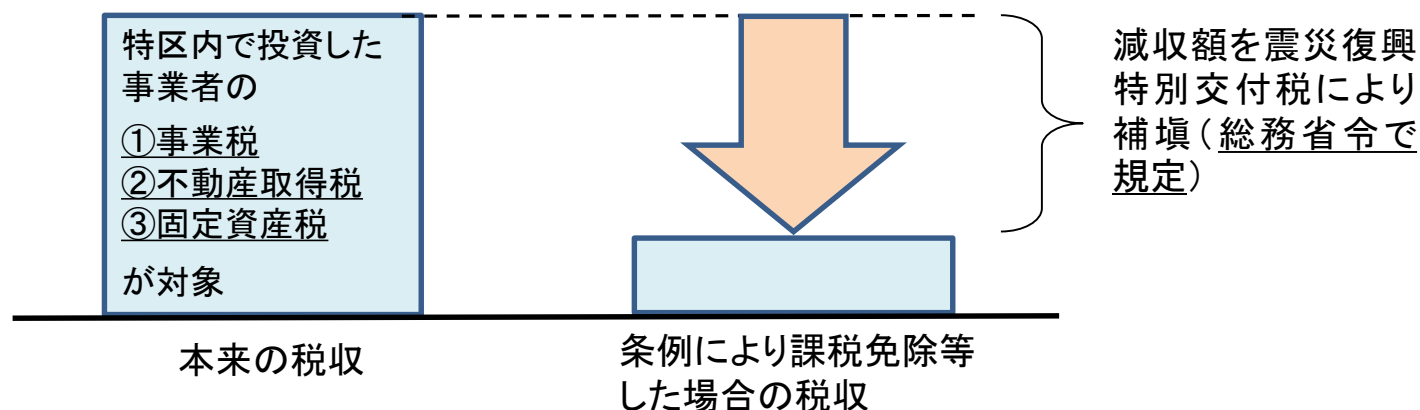 特区内で投資した
事業者の
①事業税
②不動産取得税
③固定資産税
が対象
本来の税収
条例により課税免除等
した場合の税収
減収額を震災復興
特別交付税により
補塡（総務省令で
規定）